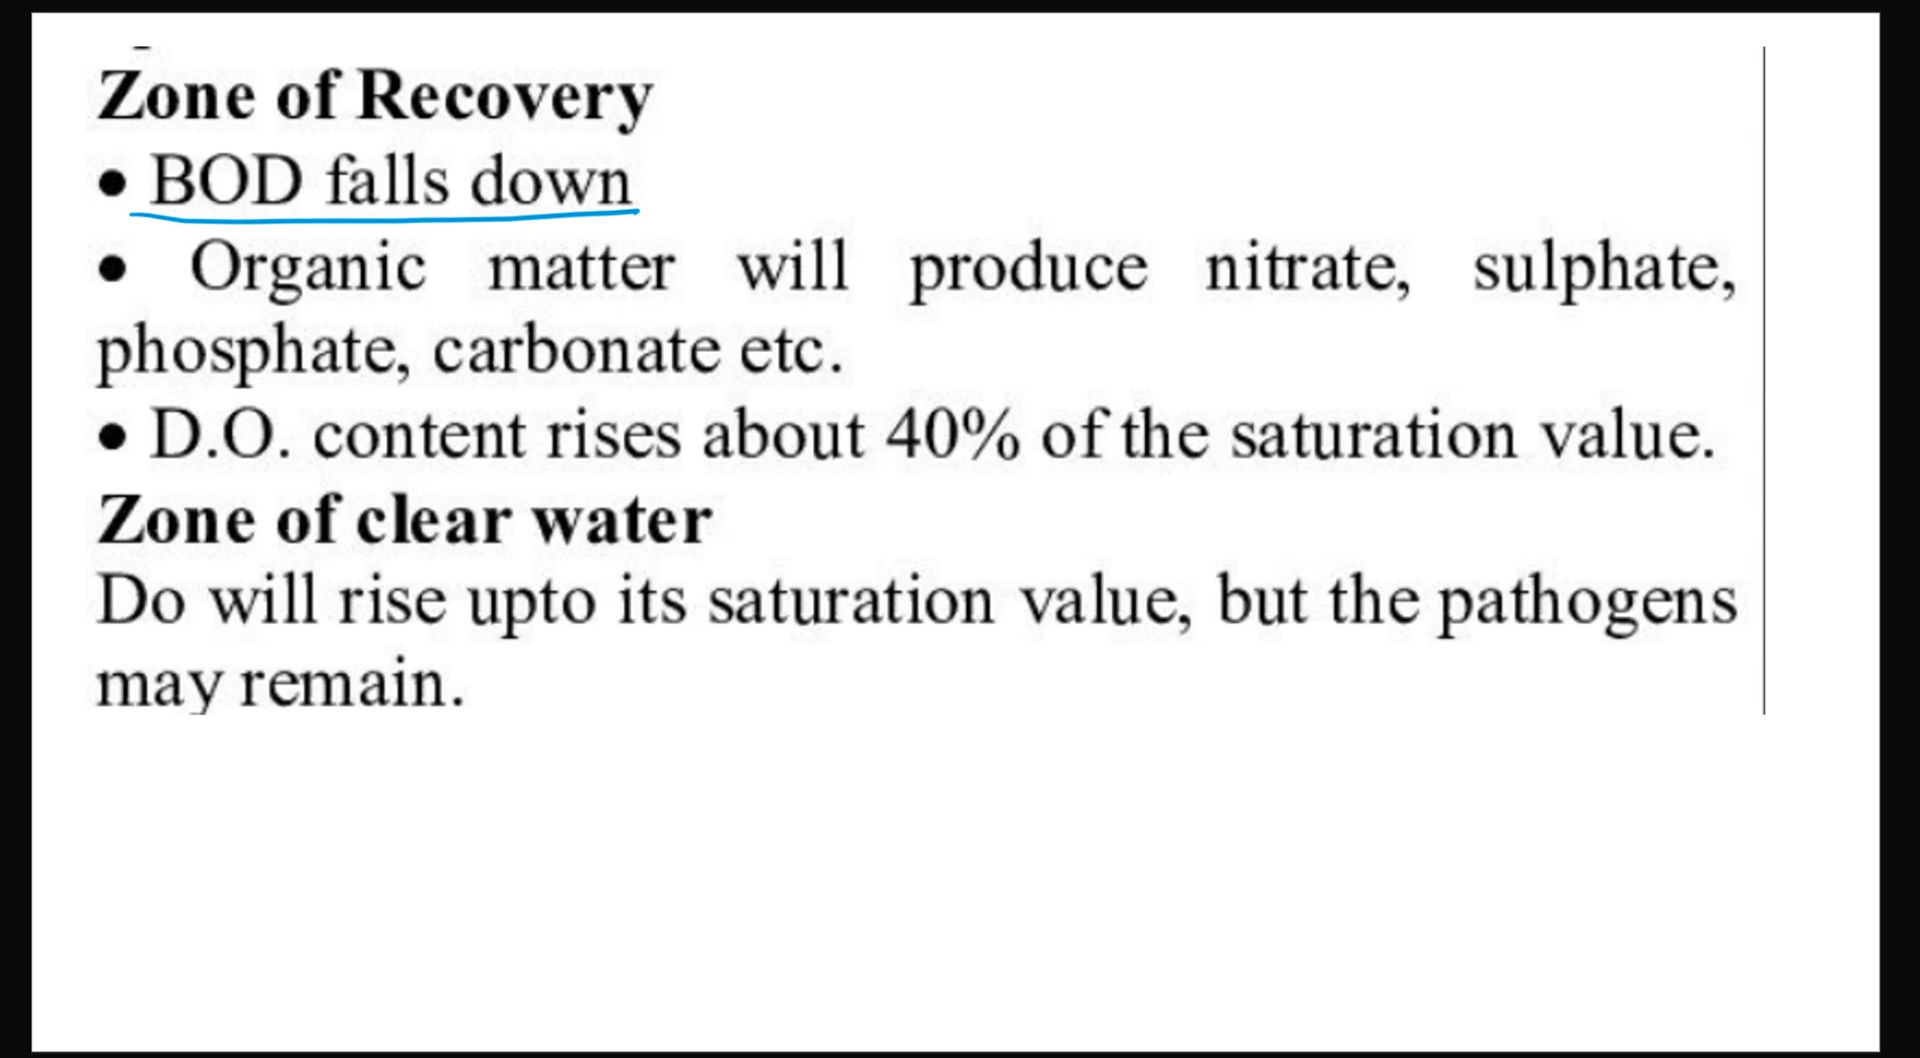 Zone of Recovery
• BOD falls down
• Organic matter will produce nitrate, sulphate,
phosphate, carbonate etc.
• D.O. content rises about 40% of the saturation value.
Zone of clear water
Do will rise upto its saturation value, but the pathogens
may remain.